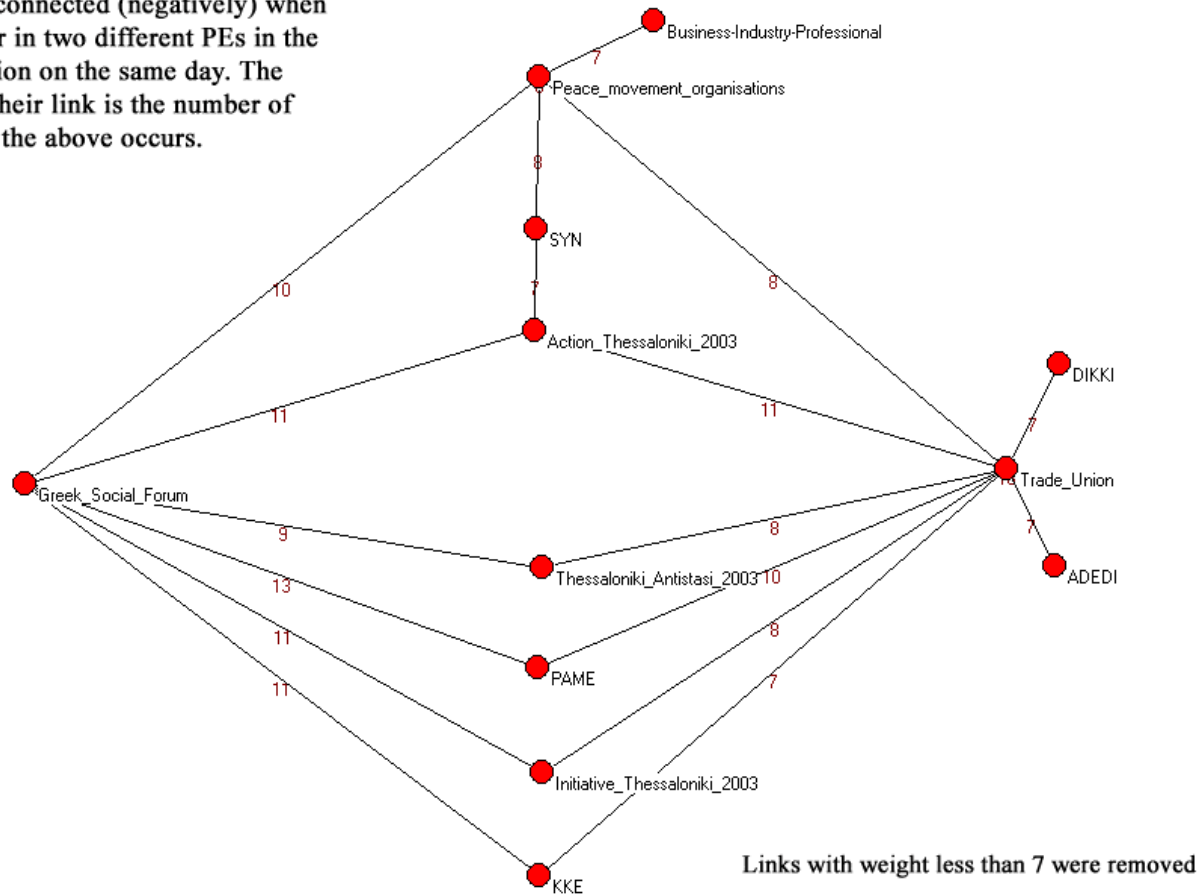 connected (negatively) when
in two different PEs in the
on the same day. The
their link is the number of
the above occurs.
Business-Industry-Professional
7
Peace_movement_organisations
8
SYN
10
8
7
Action_Thessaloniki_2003
DIKKI
11
11
7
Trade_Union
Greek_Social_Forum
9
8
7
Thessaloniki_Antistasi_2003
10
ADEDI
13
11
8
PAME
11
7
Initiative_Thessaloniki_2003
Links with weight less than 7 were removed
KKE